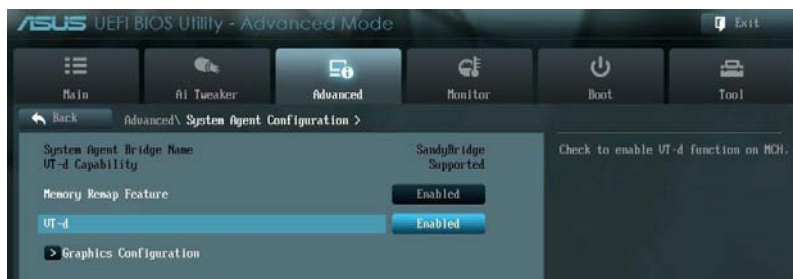 ASUS UEFI BIOS Utility - Advanced Mode
Exit
Main
Ai Tweaker
Advanced
Monitor
Boot
Tool
Back
Advanced\ System Agent Configuration >
System Agent Bridge Name SandyBridge
VT-d Capability Supported
Memory Remap Feature Enabled
VT-d Enabled
> Graphics Configuration
Check to enable VT-d function on MCH.